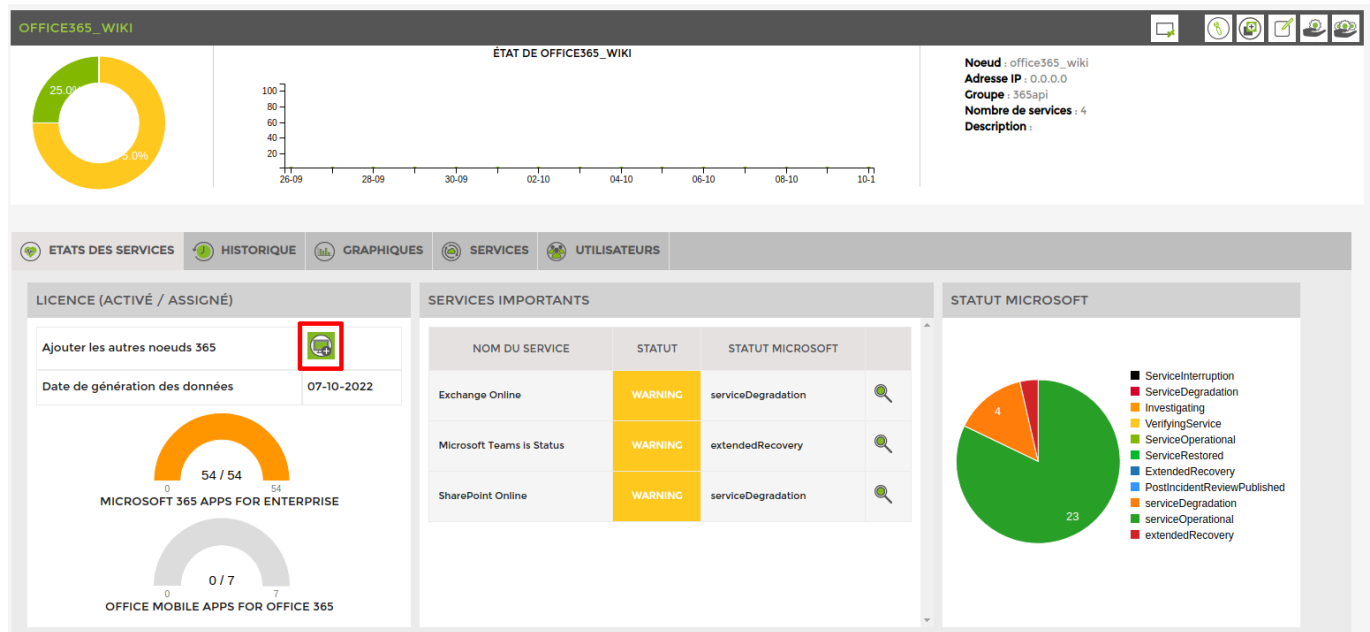 OFFICE365_WIKI
25.0%
5.0%
ÉTAT DE OFFICE365_WIKI
100
80
60
40
20
26-09 28-09 30-09 02-10 04-10 06-10 08-10 10-1
Noeud : office365_wiki
Adresse IP : 0.0.0.0
Groupe : 365api
Nombre de services : 4
Description :
ETATS DES SERVICES HISTORIQUE GRAPHIQUES SERVICES UTILISATEURS
LICENCE (ACTIVÉ / ASSIGNÉ)
Ajouter les autres noeuds 365
Date de génération des données 07-10-2022
54 / 54
0 54
MICROSOFT 365 APPS FOR ENTERPRISE
0 / 7
0 7
OFFICE MOBILE APPS FOR OFFICE 365
SERVICES IMPORTANTS
NOM DU SERVICE STATUT STATUT MICROSOFT
Exchange Online WARNING serviceDegradation
Microsoft Teams is Status WARNING extendedRecovery
SharePoint Online WARNING serviceDegradation
STATUT MICROSOFT
4
23
ServiceInterruption
ServiceDegradation
Investigating
VerifyingService
ServiceOperational
ServiceRestored
ExtendedRecovery
PostIncidentReviewPublished
serviceDegradation
serviceOperational
extendedRecovery